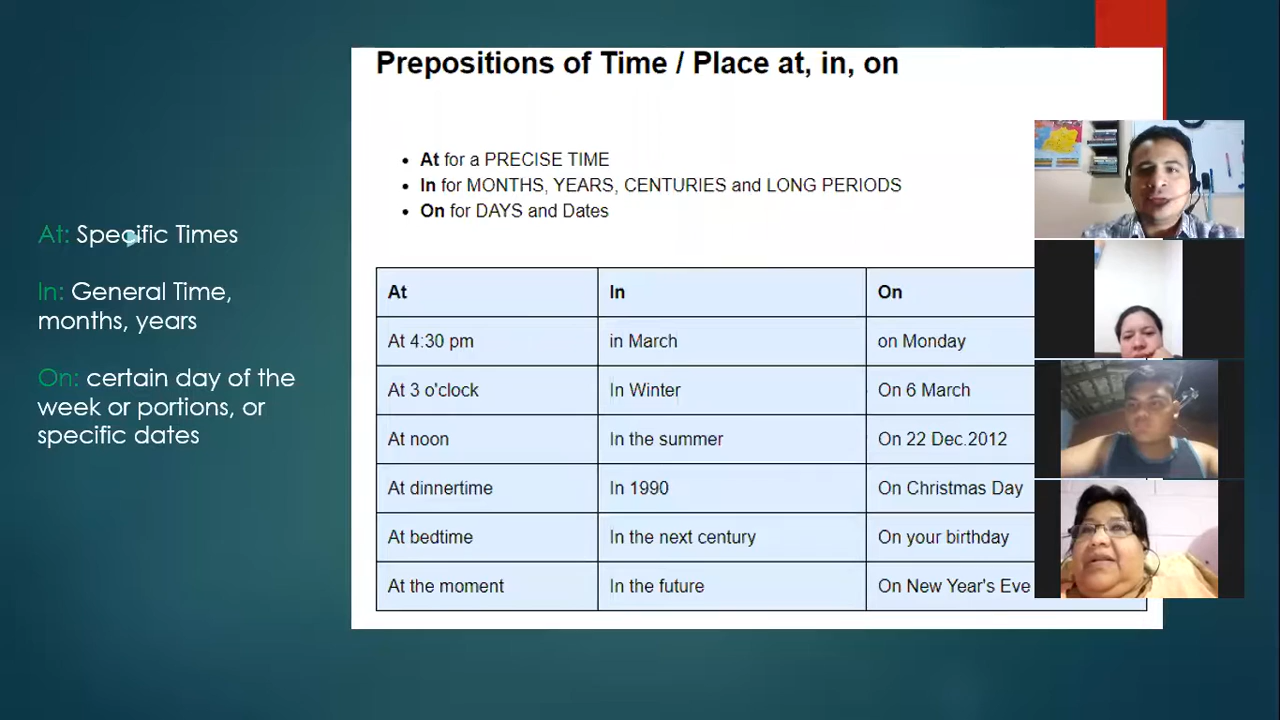 Prepositions of Time / Place at, in, on
At for a PRECISE TIME
In for MONTHS, YEARS, CENTURIES and LONG PERIODS
On for DAYS and Dates
At: Specific Times
In: General Time,
months, years
On: certain day of the
week or portions, or
specific dates
At In On
At 4:30 pm in March on Monday
At 3 o'clock In Winter On 6 March
At noon In the summer On 22 Dec.2012
At dinnertime In 1990 On Christmas Day
At bedtime In the next century On your birthday
At the moment In the future On New Year's Eve